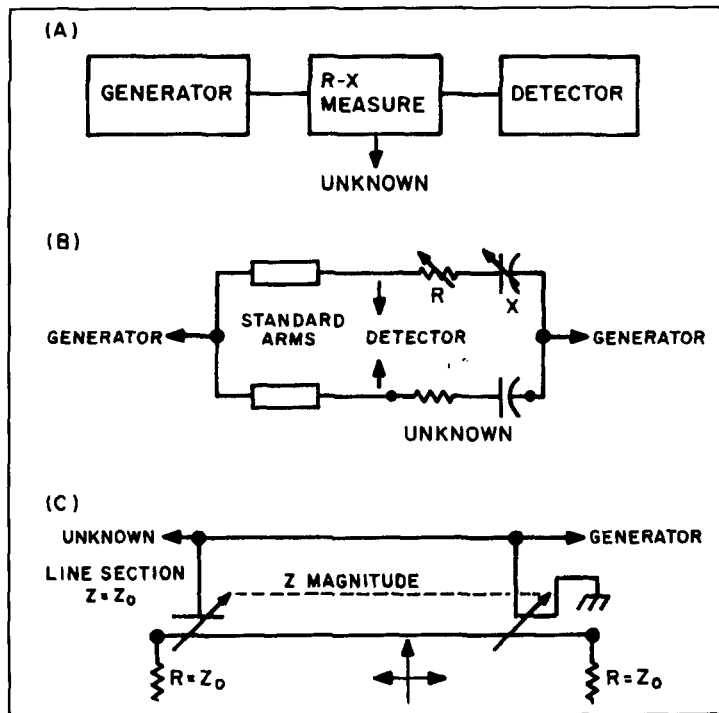 (A)
GENERATOR
R-X
MEASURE
DETECTOR
UNKNOWN
(B)
R
X
GENERATOR
STANDARD
ARMS
DETECTOR
GENERATOR
UNKNOWN
(C)
UNKNOWN
GENERATOR
LINE SECTION
Z=Z₀
Z MAGNITUDE
R=Z₀
R=Z₀